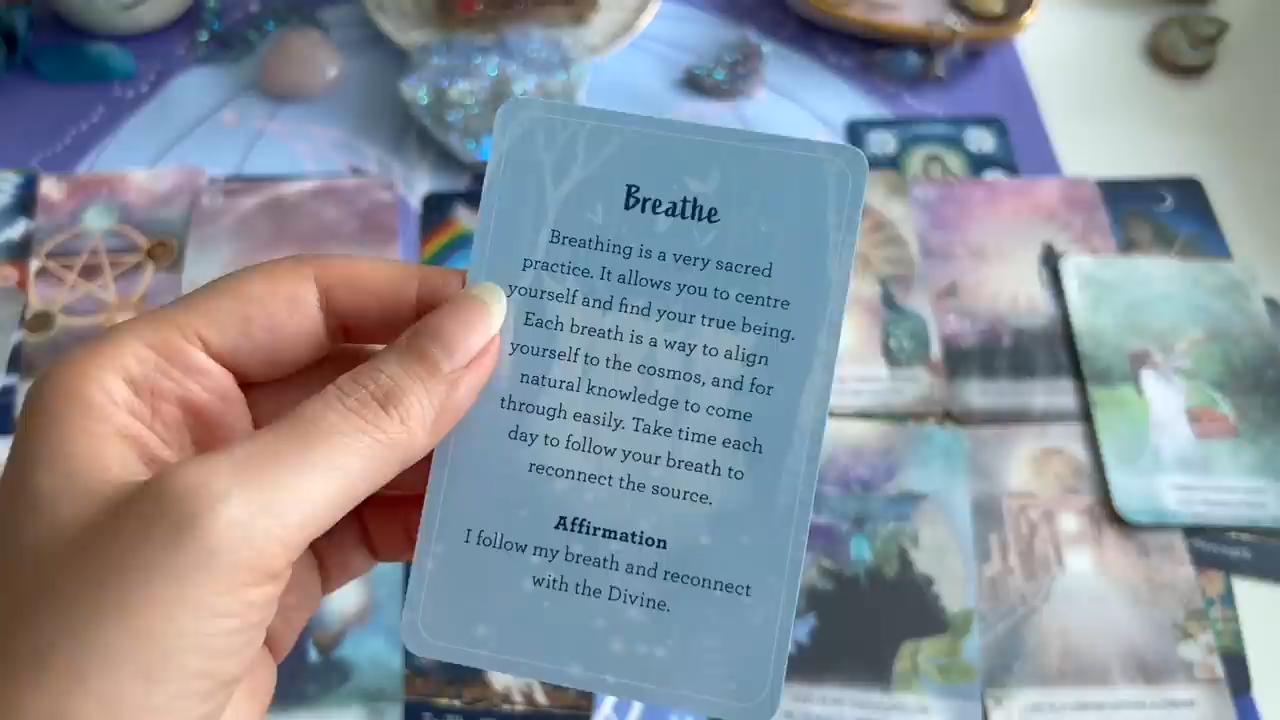 Breathe
Breathing is a very sacred
practice. It allows you to centre
yourself and find your true being.
Each breath is a way to align
yourself to the cosmos, and for
natural knowledge to come
through easily. Take time each
day to follow your breath to
reconnect the source.
Affirmation
I follow my breath and reconnect
with the Divine.